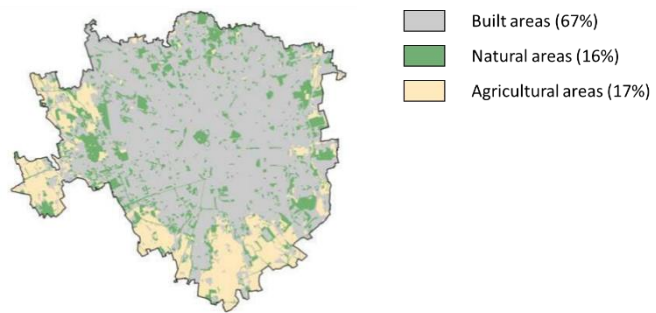 Built areas (67%)
Natural areas (16%)
Agricultural areas (17%)